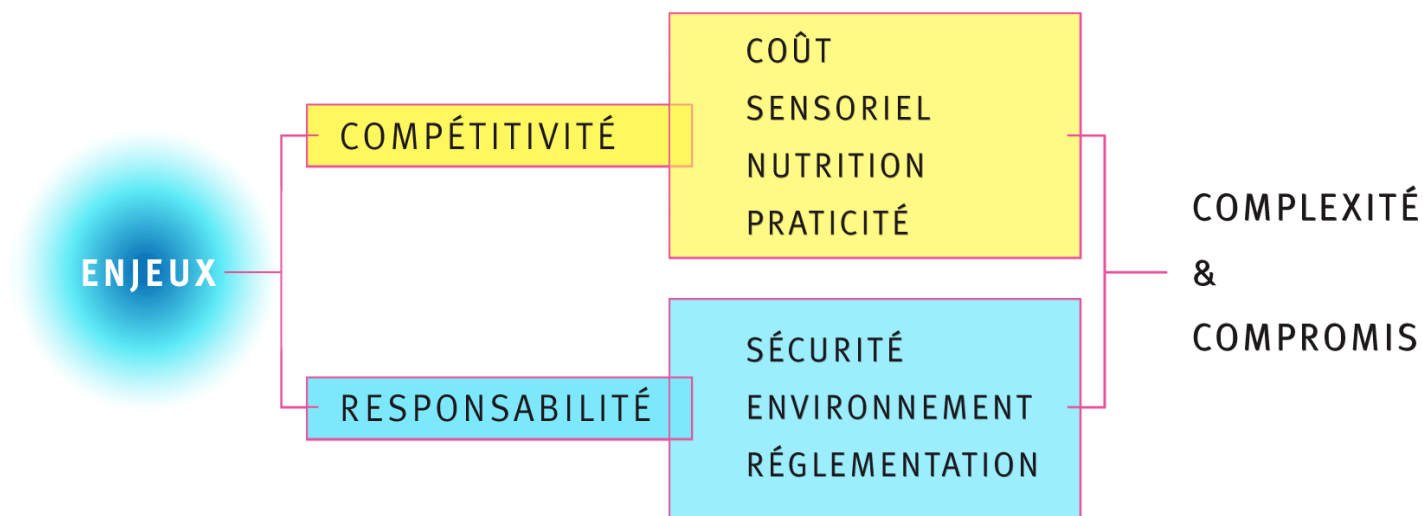 ENJEUX
COMPÉTITIVITÉ
COÛT
SENSORIEL
NUTRITION
PRATICITÉ
RESPONSABILITÉ
SÉCURITÉ
ENVIRONNEMENT
RÉGLEMENTATION
COMPLEXITÉ
&
COMPROMIS